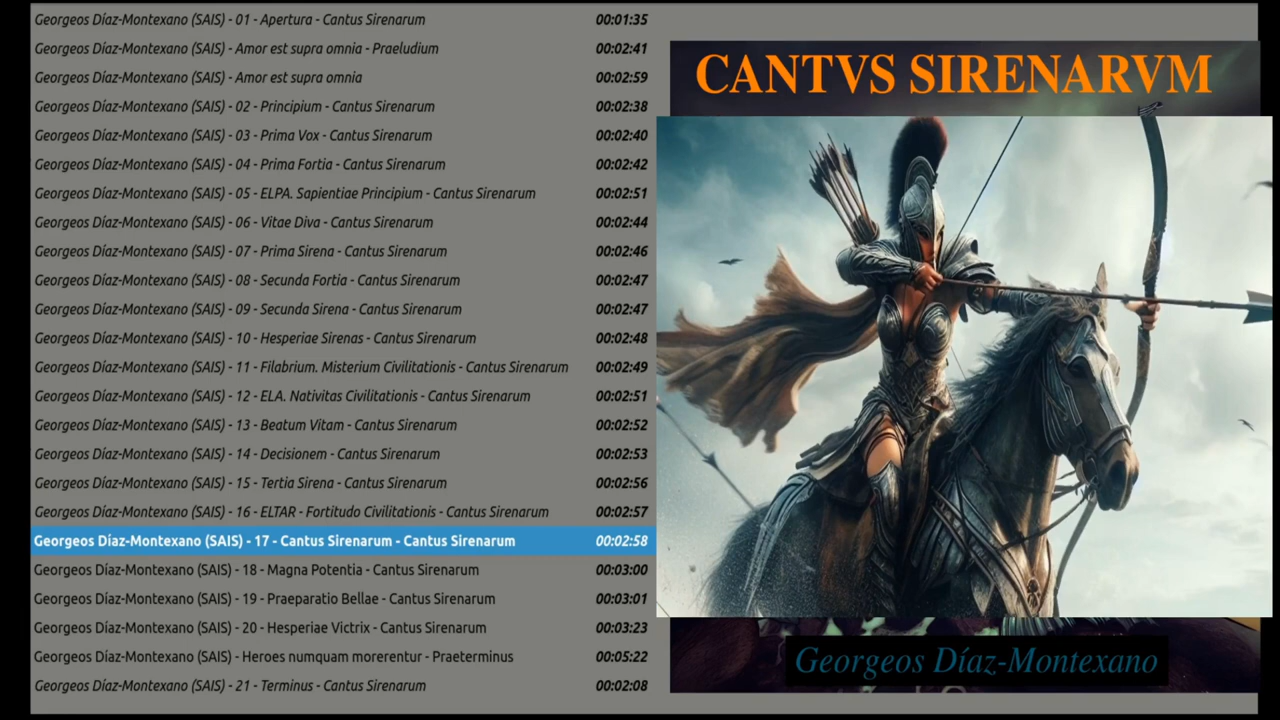 Georgeos Díaz-Montexano (SAIS) - 01 - Apertura - Cantus Sirenarum 00:01:35
Georgeos Díaz-Montexano (SAIS) - Amor est supra omnia - Praeludium 00:02:41
Georgeos Díaz-Montexano (SAIS) - Amor est supra omnia 00:02:59
Georgeos Díaz-Montexano (SAIS) - 02 - Principium - Cantus Sirenarum 00:02:38
Georgeos Díaz-Montexano (SAIS) - 03 - Prima Vox - Cantus Sirenarum 00:02:40
Georgeos Díaz-Montexano (SAIS) - 04 - Prima Fortia - Cantus Sirenarum 00:02:42
Georgeos Díaz-Montexano (SAIS) - 05 - ELPA. Sapientiae Principium - Cantus Sirenarum 00:02:51
Georgeos Díaz-Montexano (SAIS) - 06 - Vitae Diva - Cantus Sirenarum 00:02:44
Georgeos Díaz-Montexano (SAIS) - 07 - Prima Sirena - Cantus Sirenarum 00:02:46
Georgeos Díaz-Montexano (SAIS) - 08 - Secunda Fortia - Cantus Sirenarum 00:02:47
Georgeos Díaz-Montexano (SAIS) - 09 - Secunda Sirena - Cantus Sirenarum 00:02:47
Georgeos Díaz-Montexano (SAIS) - 10 - Hesperiae Sirenas - Cantus Sirenarum 00:02:48
Georgeos Díaz-Montexano (SAIS) - 11 - Filabrium. Misterium Civilitationis - Cantus Sirenarum 00:02:49
Georgeos Díaz-Montexano (SAIS) - 12 - ELA. Nativitas Civilitationis - Cantus Sirenarum 00:02:51
Georgeos Díaz-Montexano (SAIS) - 13 - Beatum Vitam - Cantus Sirenarum 00:02:52
Georgeos Díaz-Montexano (SAIS) - 14 - Decisionem - Cantus Sirenarum 00:02:53
Georgeos Díaz-Montexano (SAIS) - 15 - Tertia Sirena - Cantus Sirenarum 00:02:56
Georgeos Díaz-Montexano (SAIS) - 16 - ELTAR - Fortitudo Civilitationis - Cantus Sirenarum 00:02:57
Georgeos Díaz-Montexano (SAIS) - 17 - Cantus Sirenarum - Cantus Sirenarum 00:02:58
Georgeos Díaz-Montexano (SAIS) - 18 - Magna Potentia - Cantus Sirenarum 00:03:00
Georgeos Díaz-Montexano (SAIS) - 19 - Praeparatio Bellae - Cantus Sirenarum 00:03:01
Georgeos Díaz-Montexano (SAIS) - 20 - Hesperiae Victrix - Cantus Sirenarum 00:03:23
Georgeos Díaz-Montexano (SAIS) - Heroes numquam morerentur - Praeterminus 00:05:22
Georgeos Díaz-Montexano (SAIS) - 21 - Terminus - Cantus Sirenarum 00:02:08
CANTVS SIRENARVM
Georgeos Díaz-Montexano